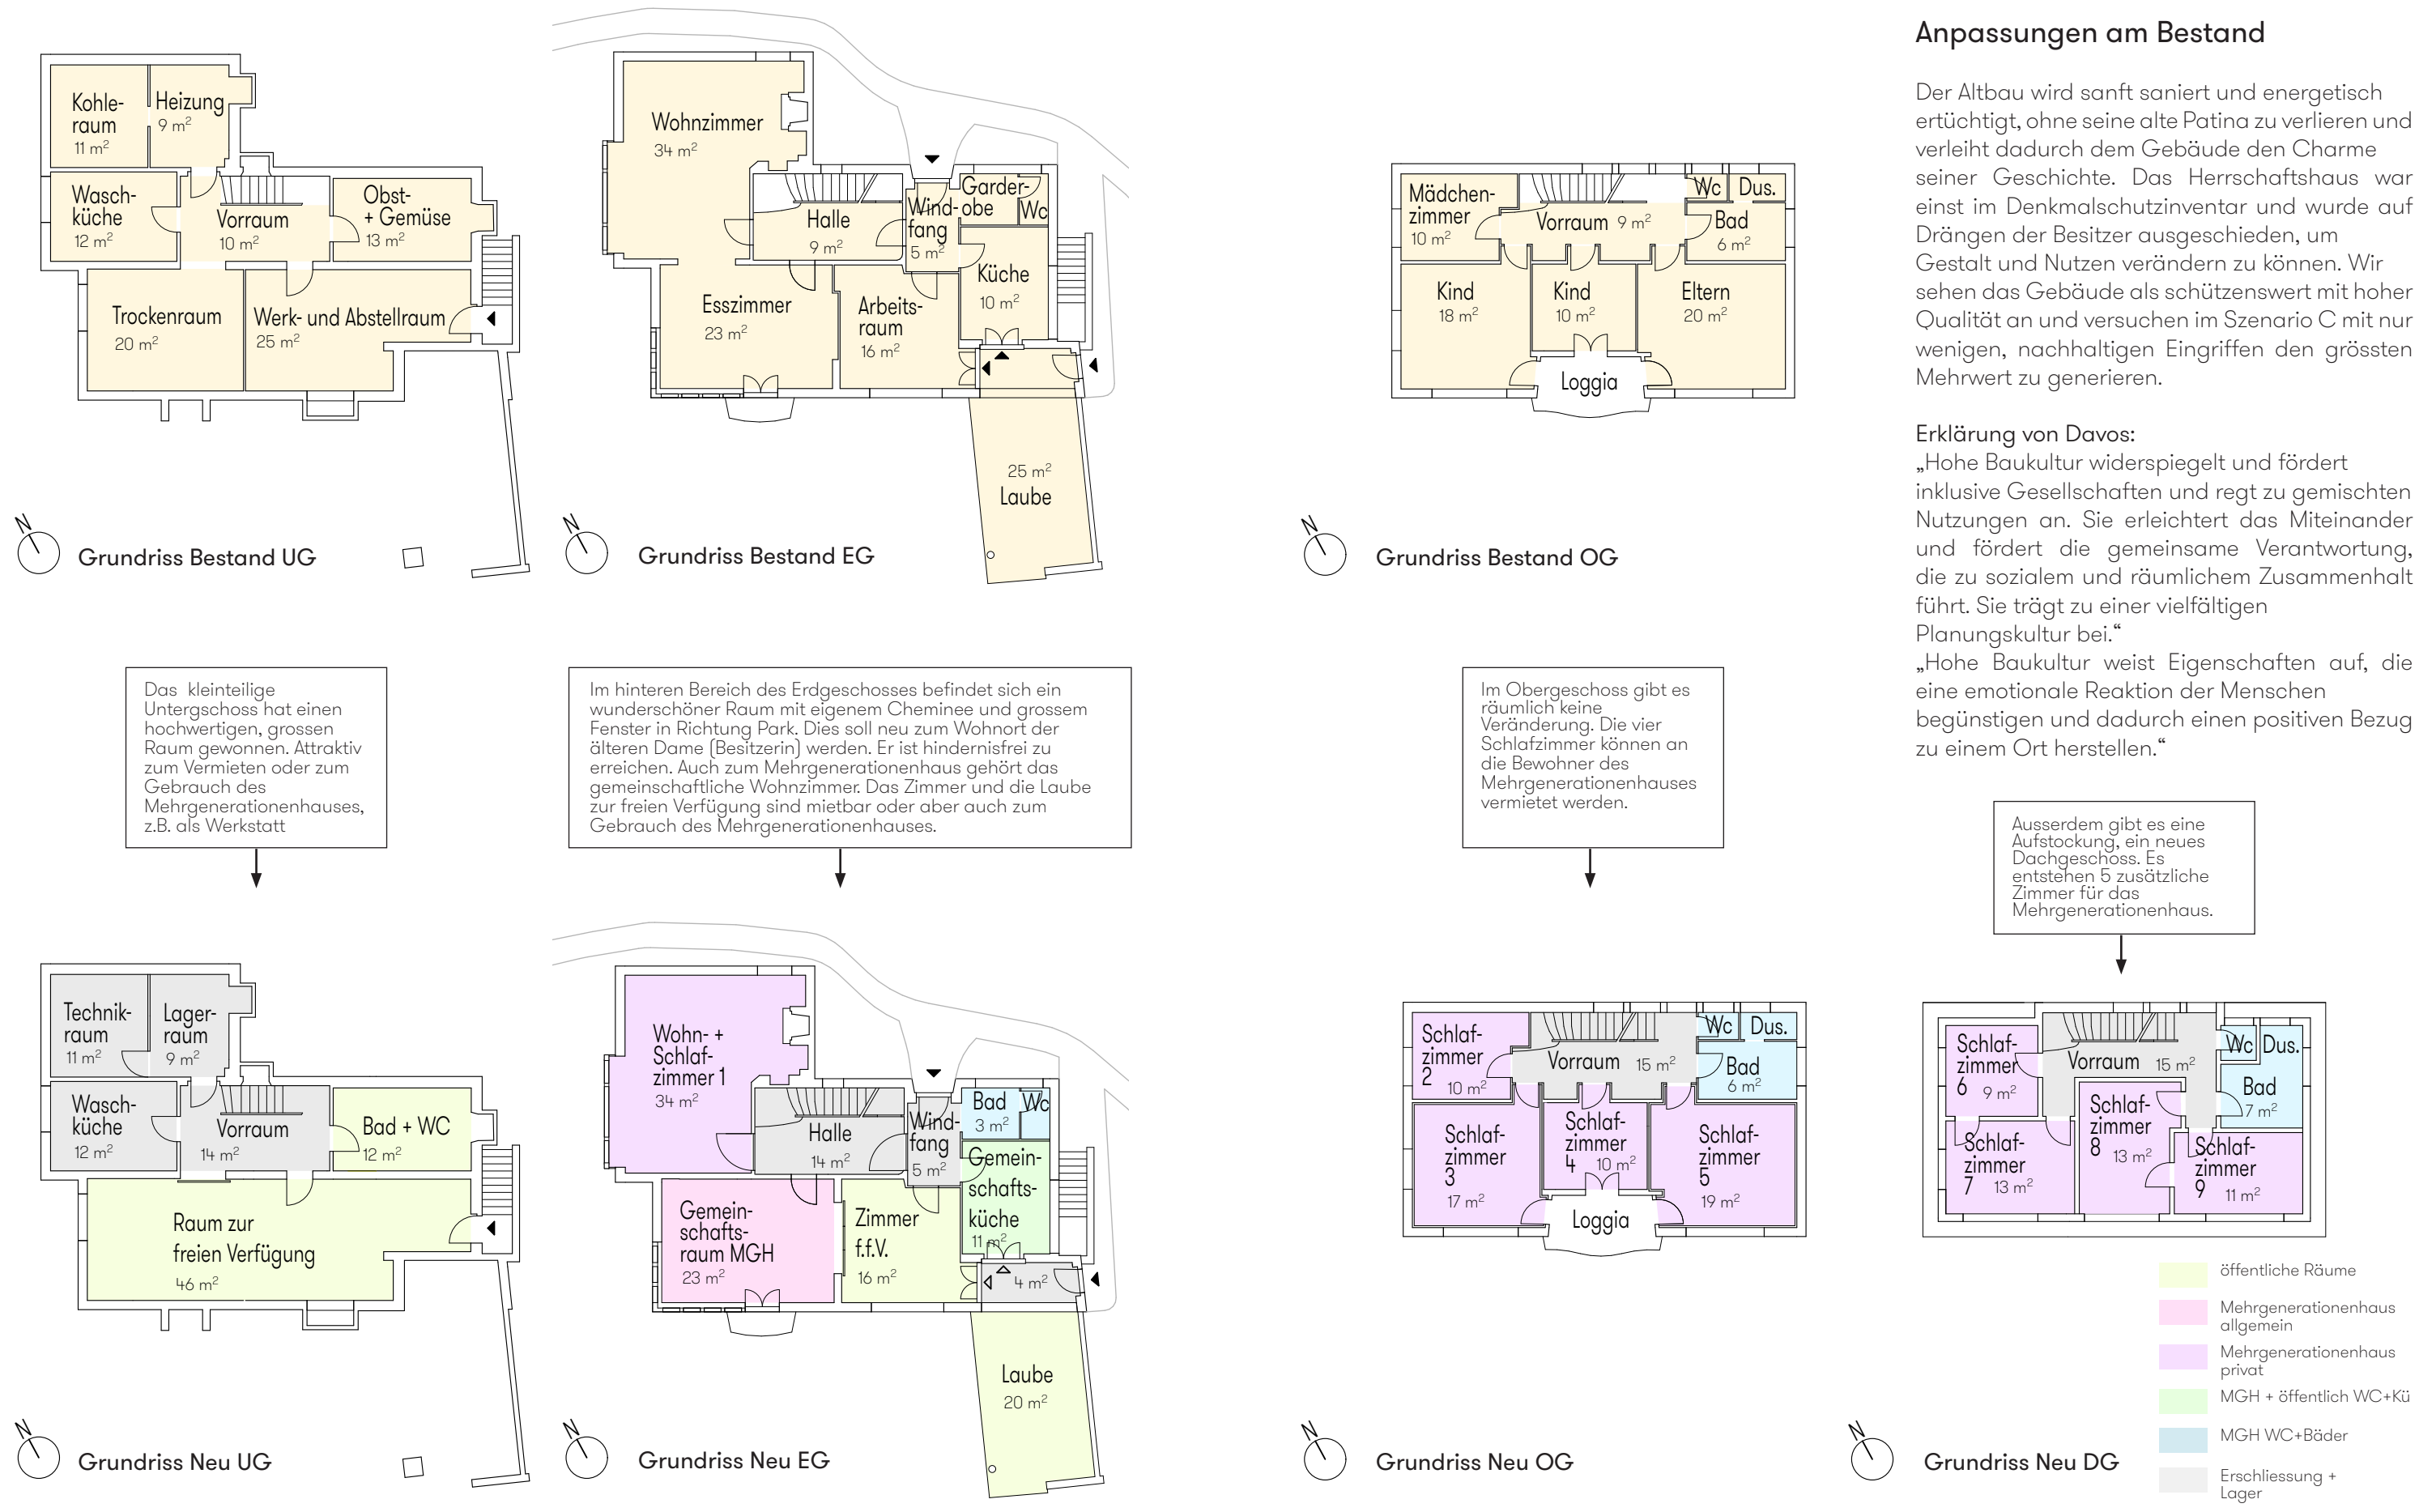 Kohle-
raum
11 m²
Heizung
9 m²
Wasch-
küche
12 m²
Vorraum
10 m²
Obst-
+ Gemüse
13 m²
Trockenraum
20 m²
Werk- und Abstellraum
25 m²
N
Grundriss Bestand UG
Wohnzimmer
34 m²
Halle
9 m²
Wind-
fang
5 m²
Garder-
obe
Wc
Küche
10 m²
Esszimmer
23 m²
Arbeits-
raum
16 m²
25 m²
Laube
N
Grundriss Bestand EG
Mädchen-
zimmer
10 m²
Vorraum 9 m²
Wc
Dus.
Bad
6 m²
Kind
18 m²
Kind
10 m²
Eltern
20 m²
Loggia
N
Grundriss Bestand OG
Anpassungen am Bestand
Der Altbau wird sanft saniert und energetisch
ertüchtigt, ohne seine alte Patina zu verlieren und
verleiht dadurch dem Gebäude den Charme
seiner Geschichte. Das Herrschaftshaus war
einst im Denkmalschutzinventar und wurde auf
Drängen der Besitzer ausgeschieden, um
Gestalt und Nutzen verändern zu können. Wir
sehen das Gebäude als schützenswert mit hoher
Qualität an und versuchen im Szenario C mit nur
wenigen, nachhaltigen Eingriffen den grössten
Mehrwert zu generieren.
Erklärung von Davos:
„Hohe Baukultur widerspiegelt und fördert
inklusive Gesellschaften und regt zu gemischten
Nutzungen an. Sie erleichtert das Miteinander
und fördert die gemeinsame Verantwortung,
die zu sozialem und räumlichem Zusammenhalt
führt. Sie trägt zu einer vielfältigen
Planungskultur bei.“
„Hohe Baukultur weist Eigenschaften auf, die
eine emotionale Reaktion der Menschen
begünstigen und dadurch einen positiven Bezug
zu einem Ort herstellen.“
Das kleinteilige
Untergschoss hat einen
hochwertigen, grossen
Raum gewonnen. Attraktiv
zum Vermieten oder zum
Gebrauch des
Mehrgenerationenhauses,
z.B. als Werkstatt
Im hinteren Bereich des Erdgeschosses befindet sich ein
wunderschöner Raum mit eigenem Cheminee und grossem
Fenster in Richtung Park. Dies soll neu zum Wohnort der
älteren Dame (Besitzerin) werden. Er ist hindernisfrei zu
erreichen. Auch zum Mehrgenerationenhaus gehört das
gemeinschaftliche Wohnzimmer. Das Zimmer und die Laube
zur freien Verfügung sind mietbar oder aber auch zum
Gebrauch des Mehrgenerationenhauses.
Im Obergeschoss gibt es
räumlich keine
Veränderung. Die vier
Schlafzimmer können an
die Bewohner des
Mehrgenerationenhauses
vermietet werden.
Ausserdem gibt es eine
Aufstockung, ein neues
Dachgeschoss. Es
entstehen 5 zusätzliche
Zimmer für das
Mehrgenerationenhaus.
Technik-
raum
11 m²
Lager-
raum
9 m²
Wasch-
küche
12 m²
Vorraum
14 m²
Bad + WC
12 m²
Raum zur
freien Verfügung
46 m²
N
Grundriss Neu UG
Wohn- +
Schlaf-
zimmer 1
34 m²
Halle
14 m²
Wind-
fang
5 m²
Bad
3 m²
Wc
Gemein-
schafts-
küche
11 m²
Gemein-
schafts-
raum MGH
23 m²
Zimmer
f.f.V.
16 m²
4 m²
Laube
20 m²
N
Grundriss Neu EG
Schlaf-
zimmer
2
10 m²
Vorraum 15 m²
Wc
Dus.
Bad
6 m²
Schlaf-
zimmer
3
17 m²
Schlaf-
zimmer
4 10 m²
Schlaf-
zimmer
5
19 m²
Loggia
N
Grundriss Neu OG
Schlaf-
zimmer
6 9 m²
Vorraum 15 m²
Wc
Dus.
Bad
7 m²
Schlaf-
zimmer
7 13 m²
Schlaf-
zimmer
8 13 m²
Schlaf-
zimmer
9 11 m²
N
Grundriss Neu DG
öffentliche Räume
Mehrgenerationenhaus
allgemein
Mehrgenerationenhaus
privat
MGH + öffentlich WC+Kü
MGH WC+Bäder
Erschliessung +
Lager